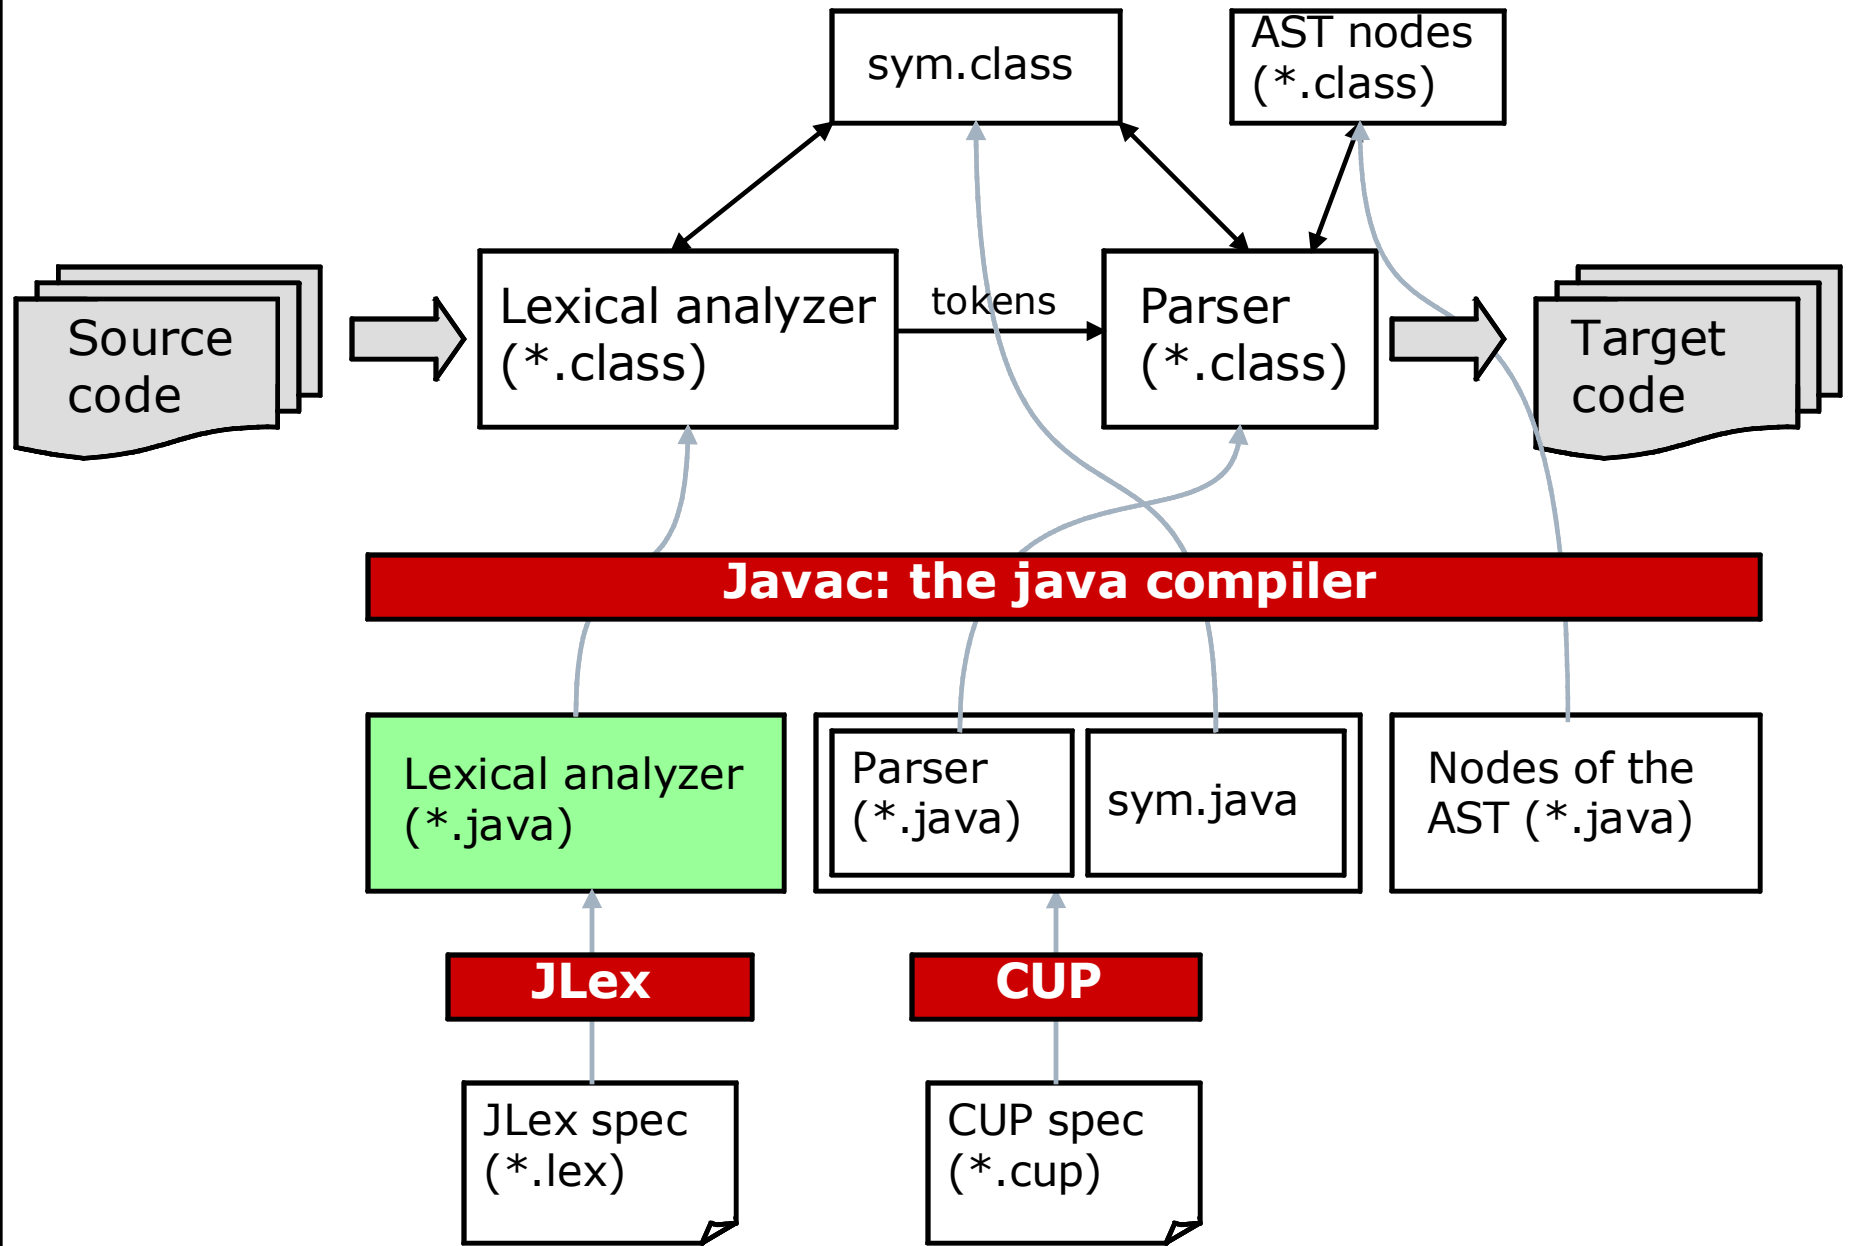 sym.class
AST nodes
(*.class)
Source
code
Lexical analyzer
(*.class)
tokens
Parser
(*.class)
Target
code
Javac: the java compiler
Lexical analyzer
(*.java)
Parser
(*.java)
sym.java
Nodes of the
AST (*.java)
JLex
CUP
JLex spec
(*.lex)
CUP spec
(*.cup)